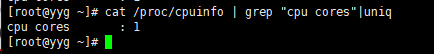 [root@yyg ~]# cat /proc/cpuinfo | grep "cpu cores"|uniq
cpu cores : 1
[root@yyg ~]#